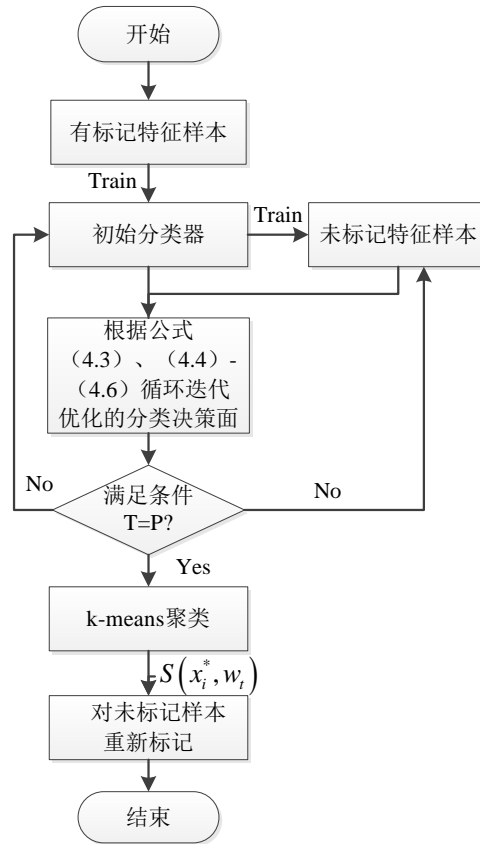 开始
有标记特征样本
Train
初始分类器
Train
未标记特征样本
根据公式
（4.3）、（4.4）-
（4.6）循环迭代
优化的分类决策面
No
满足条件
T=P?
No
Yes
k-means聚类
S(x_i^*, w_t)
对未标记样本
重新标记
结束